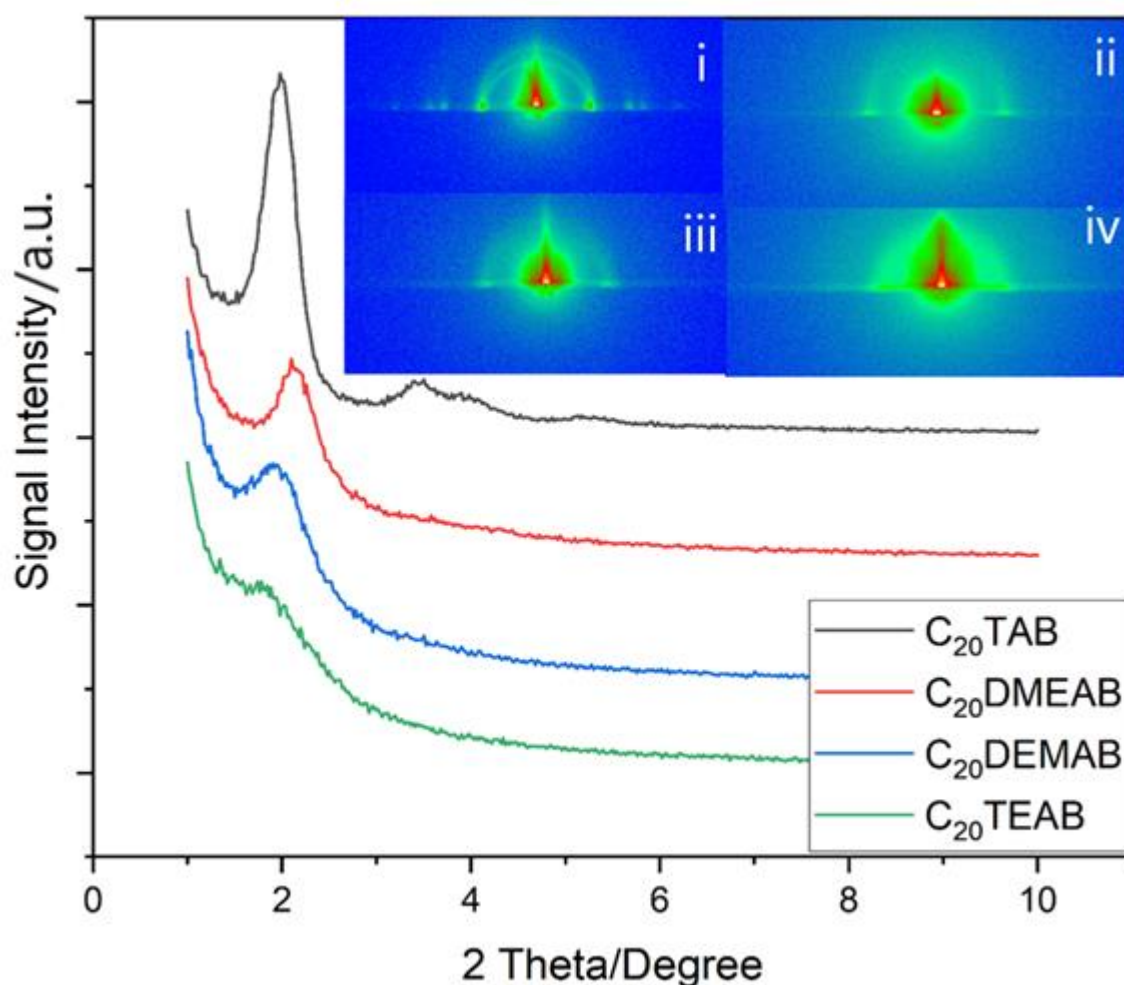 Signal Intensity/a.u.
i
ii
iii
iv
C₂₀TAB
C₂₀DMEAB
C₂₀DEMAB
C₂₀TEAB
0 2 4 6 8 10
2 Theta/Degree